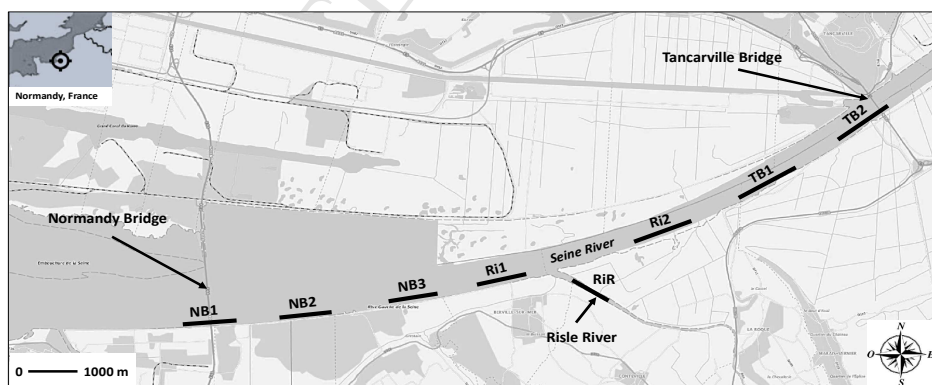 Normandy, France
Tancarville Bridge
TB2
TB1
Normandy Bridge
Seine River
Ri2
Ri1
RiR
NB3
NB2
NB1
Risle River
0
1000 m
N
O
E
S